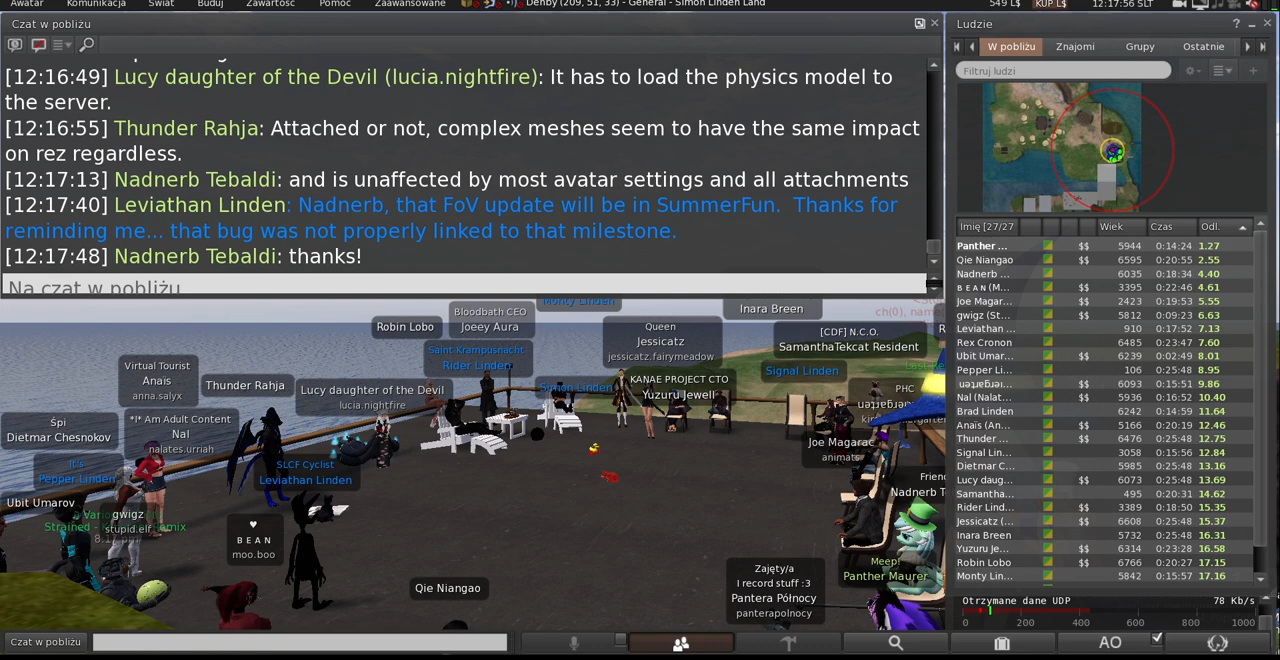 Awatar Komunikacja Świat Buduj Zawartość Pomoc Zaawansowane Denby (209, 51, 33) - General - Simon Linden Land 549 L$ KUP L$ 12:17:56 SLT
Czat w pobliżu
[12:16:49] Lucy daughter of the Devil (lucia.nightfire): It has to load the physics model to
the server.
[12:16:55] Thunder Rahja: Attached or not, complex meshes seem to have the same impact
on rez regardless.
[12:17:13] Nadnerb Tebaldi: and is unaffected by most avatar settings and all attachments
[12:17:40] Leviathan Linden: Nadnerb, that FoV update will be in SummerFun. Thanks for
reminding me... that bug was not properly linked to that milestone.
[12:17:48] Nadnerb Tebaldi: thanks!
Na czat w pobliżu
Monty Linden
Inara Breen
ch(0), name
Bloodbath CEO
Joeey Aura
Robin Lobo
Queen
Jessicatz
jessicatz.fairymeadow
[CDF] N.C.O.
SamanthaTekcat Resident
Saint Krampusnacht
Rider Linden
Virtual Tourist
Anaïs
anna.salyx
Thunder Rahja
Lucy daughter of the Devil
lucia.nightfire
Simon Linden
KANAE PROJECT CTO
Yuzuru Jewell
Signal Linden
PHC
Śpi
Dietmar Chesnokov
*!* Am Adult Content
Nal
nalates.urriah
Joe Magarac
animats
It's
Pepper Linden
SLCF Cyclist
Leviathan Linden
Friend
Nadnerb T
Ubit Umarov
gwigz
stupid.elf
Strained -
♥
B E A N
moo.boo
Meep!
Panther Maurer
Qie Niangao
Zajęty/a
I record stuff :3
Pantera Północy
panterapolnocy
Czat w pobliżu
Ludzie
W pobliżu Znajomi Grupy Ostatnie
Filtruj ludzi
Imię [27/27 Wiek Czas Odl.
Panther ... $$ 5944 0:14:24 1.27
Qie Niangao $$ 6595 0:20:55 2.55
Nadnerb ... 6035 0:18:34 4.40
B E A N (M... $$ 3395 0:22:46 4.61
Joe Magar... $$ 2423 0:19:53 5.55
gwigz (St... $$ 5812 0:09:23 6.63
Leviathan ... 910 0:17:52 7.13
Rex Cronon 6485 0:23:47 7.60
Ubit Umar... $$ 6239 0:02:49 8.01
Pepper Li... 106 0:25:48 8.95
$$ 6093 0:15:51 9.86
Nal (Nalat... $$ 5936 0:16:52 10.40
Brad Linden 6242 0:14:59 11.64
Anaïs (An... $$ 5166 0:20:19 12.46
Thunder ... $$ 6476 0:25:48 12.75
Signal Lin... 3058 0:15:56 12.84
Dietmar C... 5985 0:25:48 13.16
Lucy daug... $$ 6073 0:25:48 13.69
Samantha... 495 0:20:31 14.62
Rider Lind... $$ 3389 0:18:50 15.35
Jessicatz (... $$ 6608 0:25:48 15.37
Inara Breen 5732 0:25:48 16.31
Yuzuru Je... $$ 6314 0:23:28 16.58
Robin Lobo $$ 6766 0:20:27 17.15
Monty Lin... 5842 0:15:57 17.16
Otrzymane dane UDP 78 Kb/s
0 200 400 600 800 1000
AO